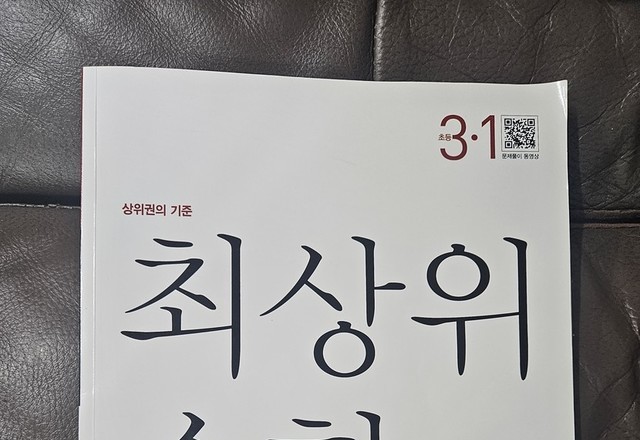 초등 3·1
문제풀이 동영상
상위권의 기준
최상위